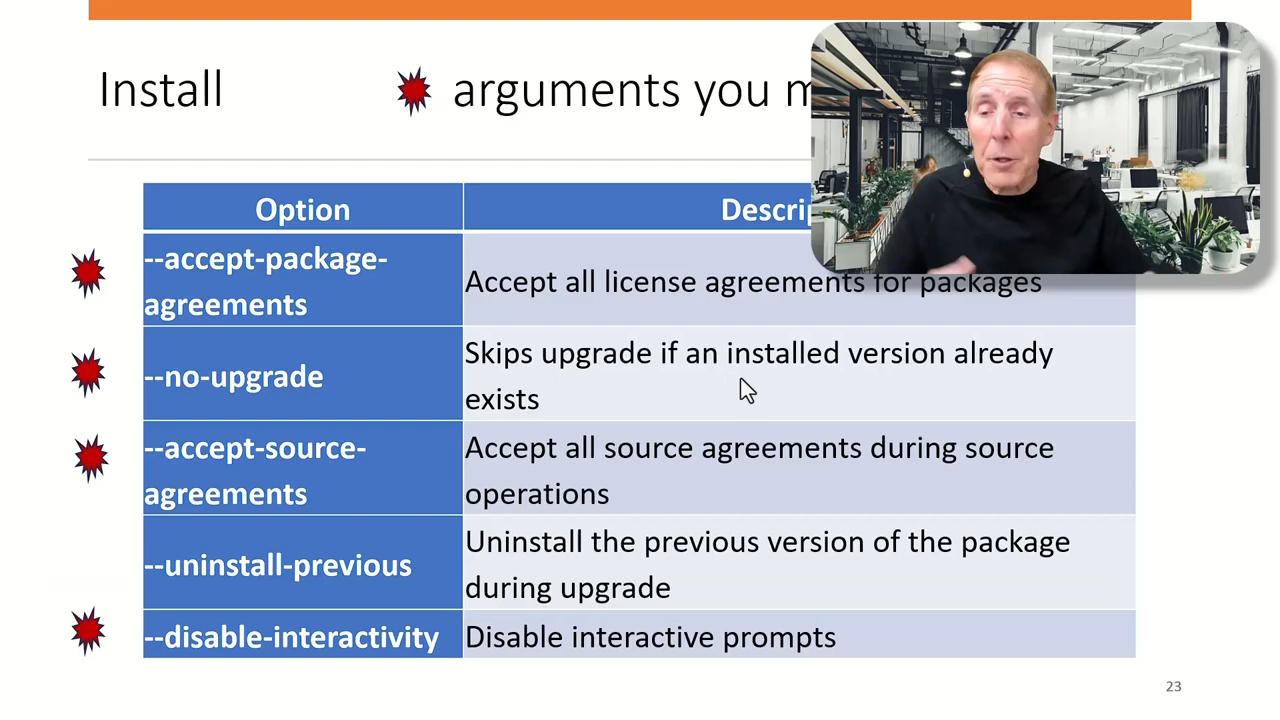 Install arguments you
Option
--accept-package-
agreements
Accept all license agreements for packages
--no-upgrade
Skips upgrade if an installed version already
exists
--accept-source-
agreements
Accept all source agreements during source
operations
--uninstall-previous
Uninstall the previous version of the package
during upgrade
--disable-interactivity
Disable interactive prompts
23